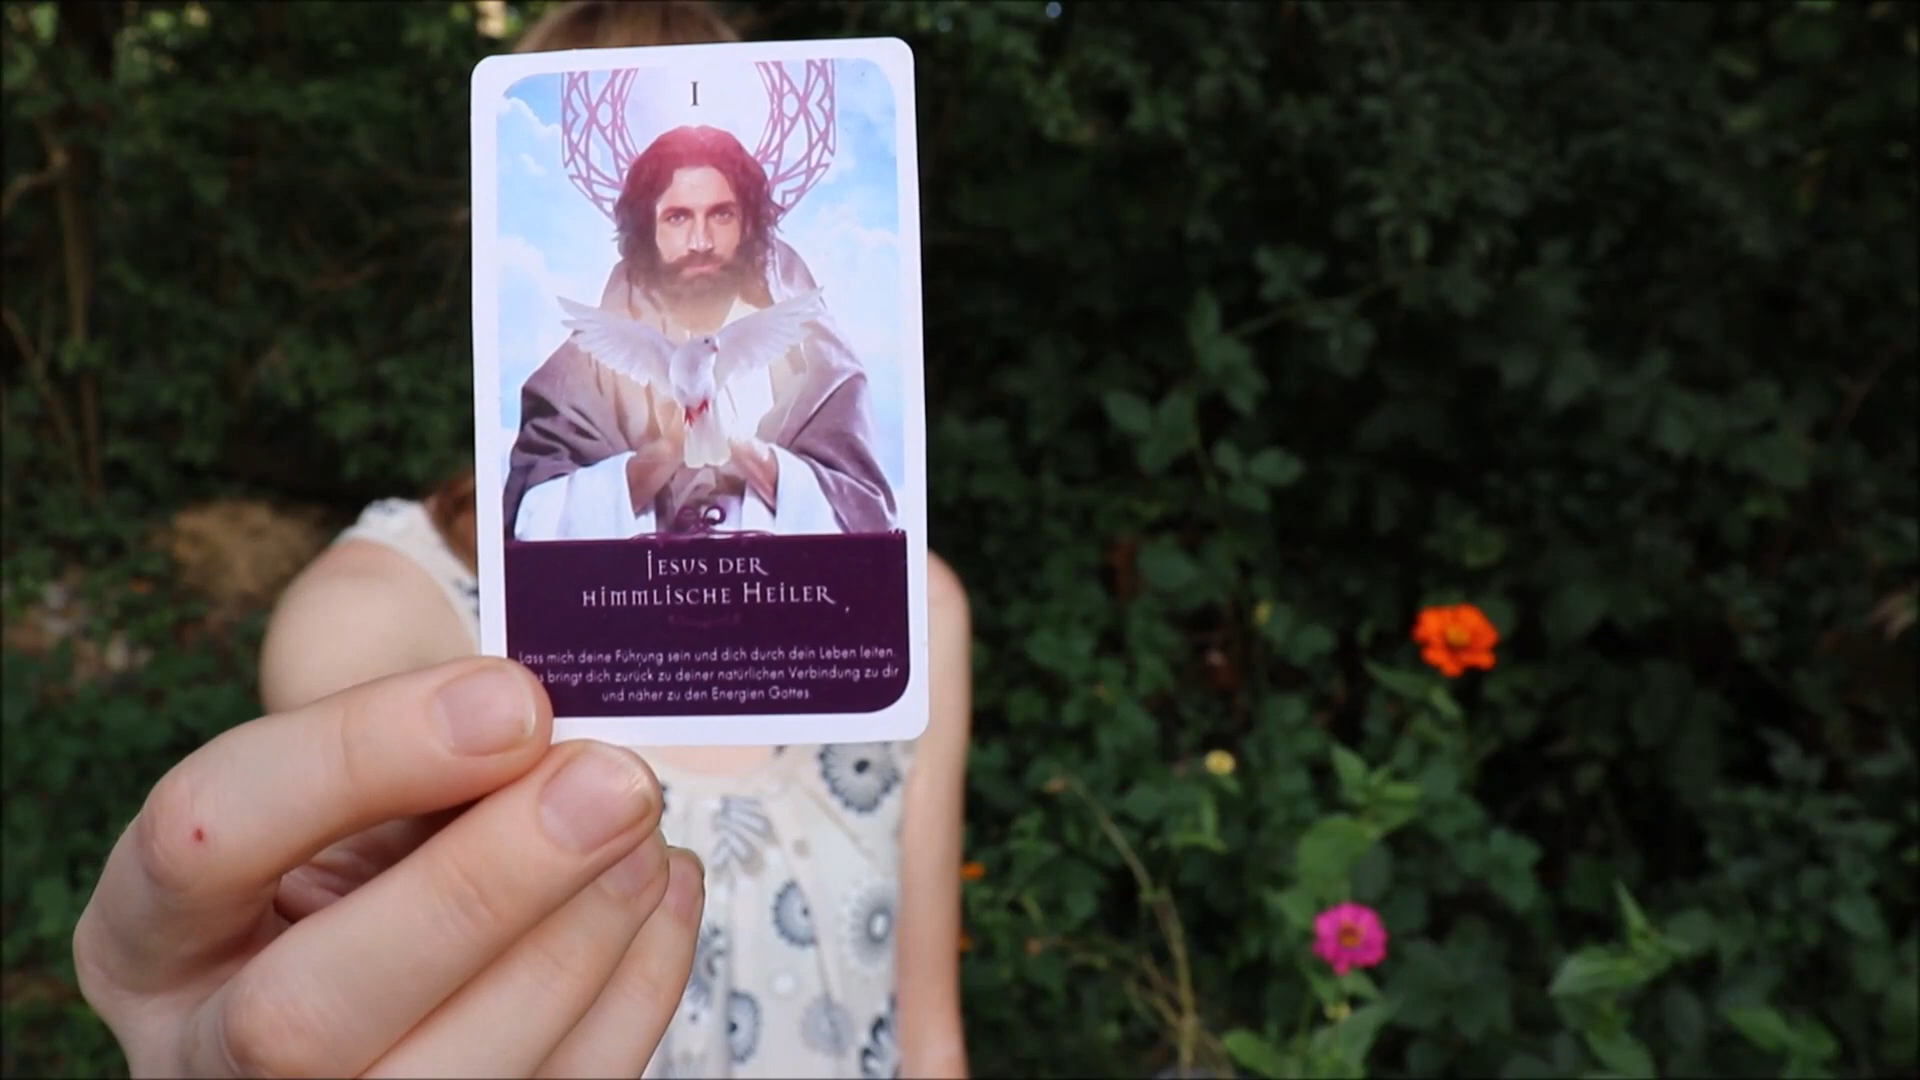 I
Jesus der
himmlische Heiler
Lass mich deine Führung sein und dich durch dein Leben leiten.
bringt dich zurück zu deiner natürlichen Verbindung zu dir
und näher zu den Energien Gottes.